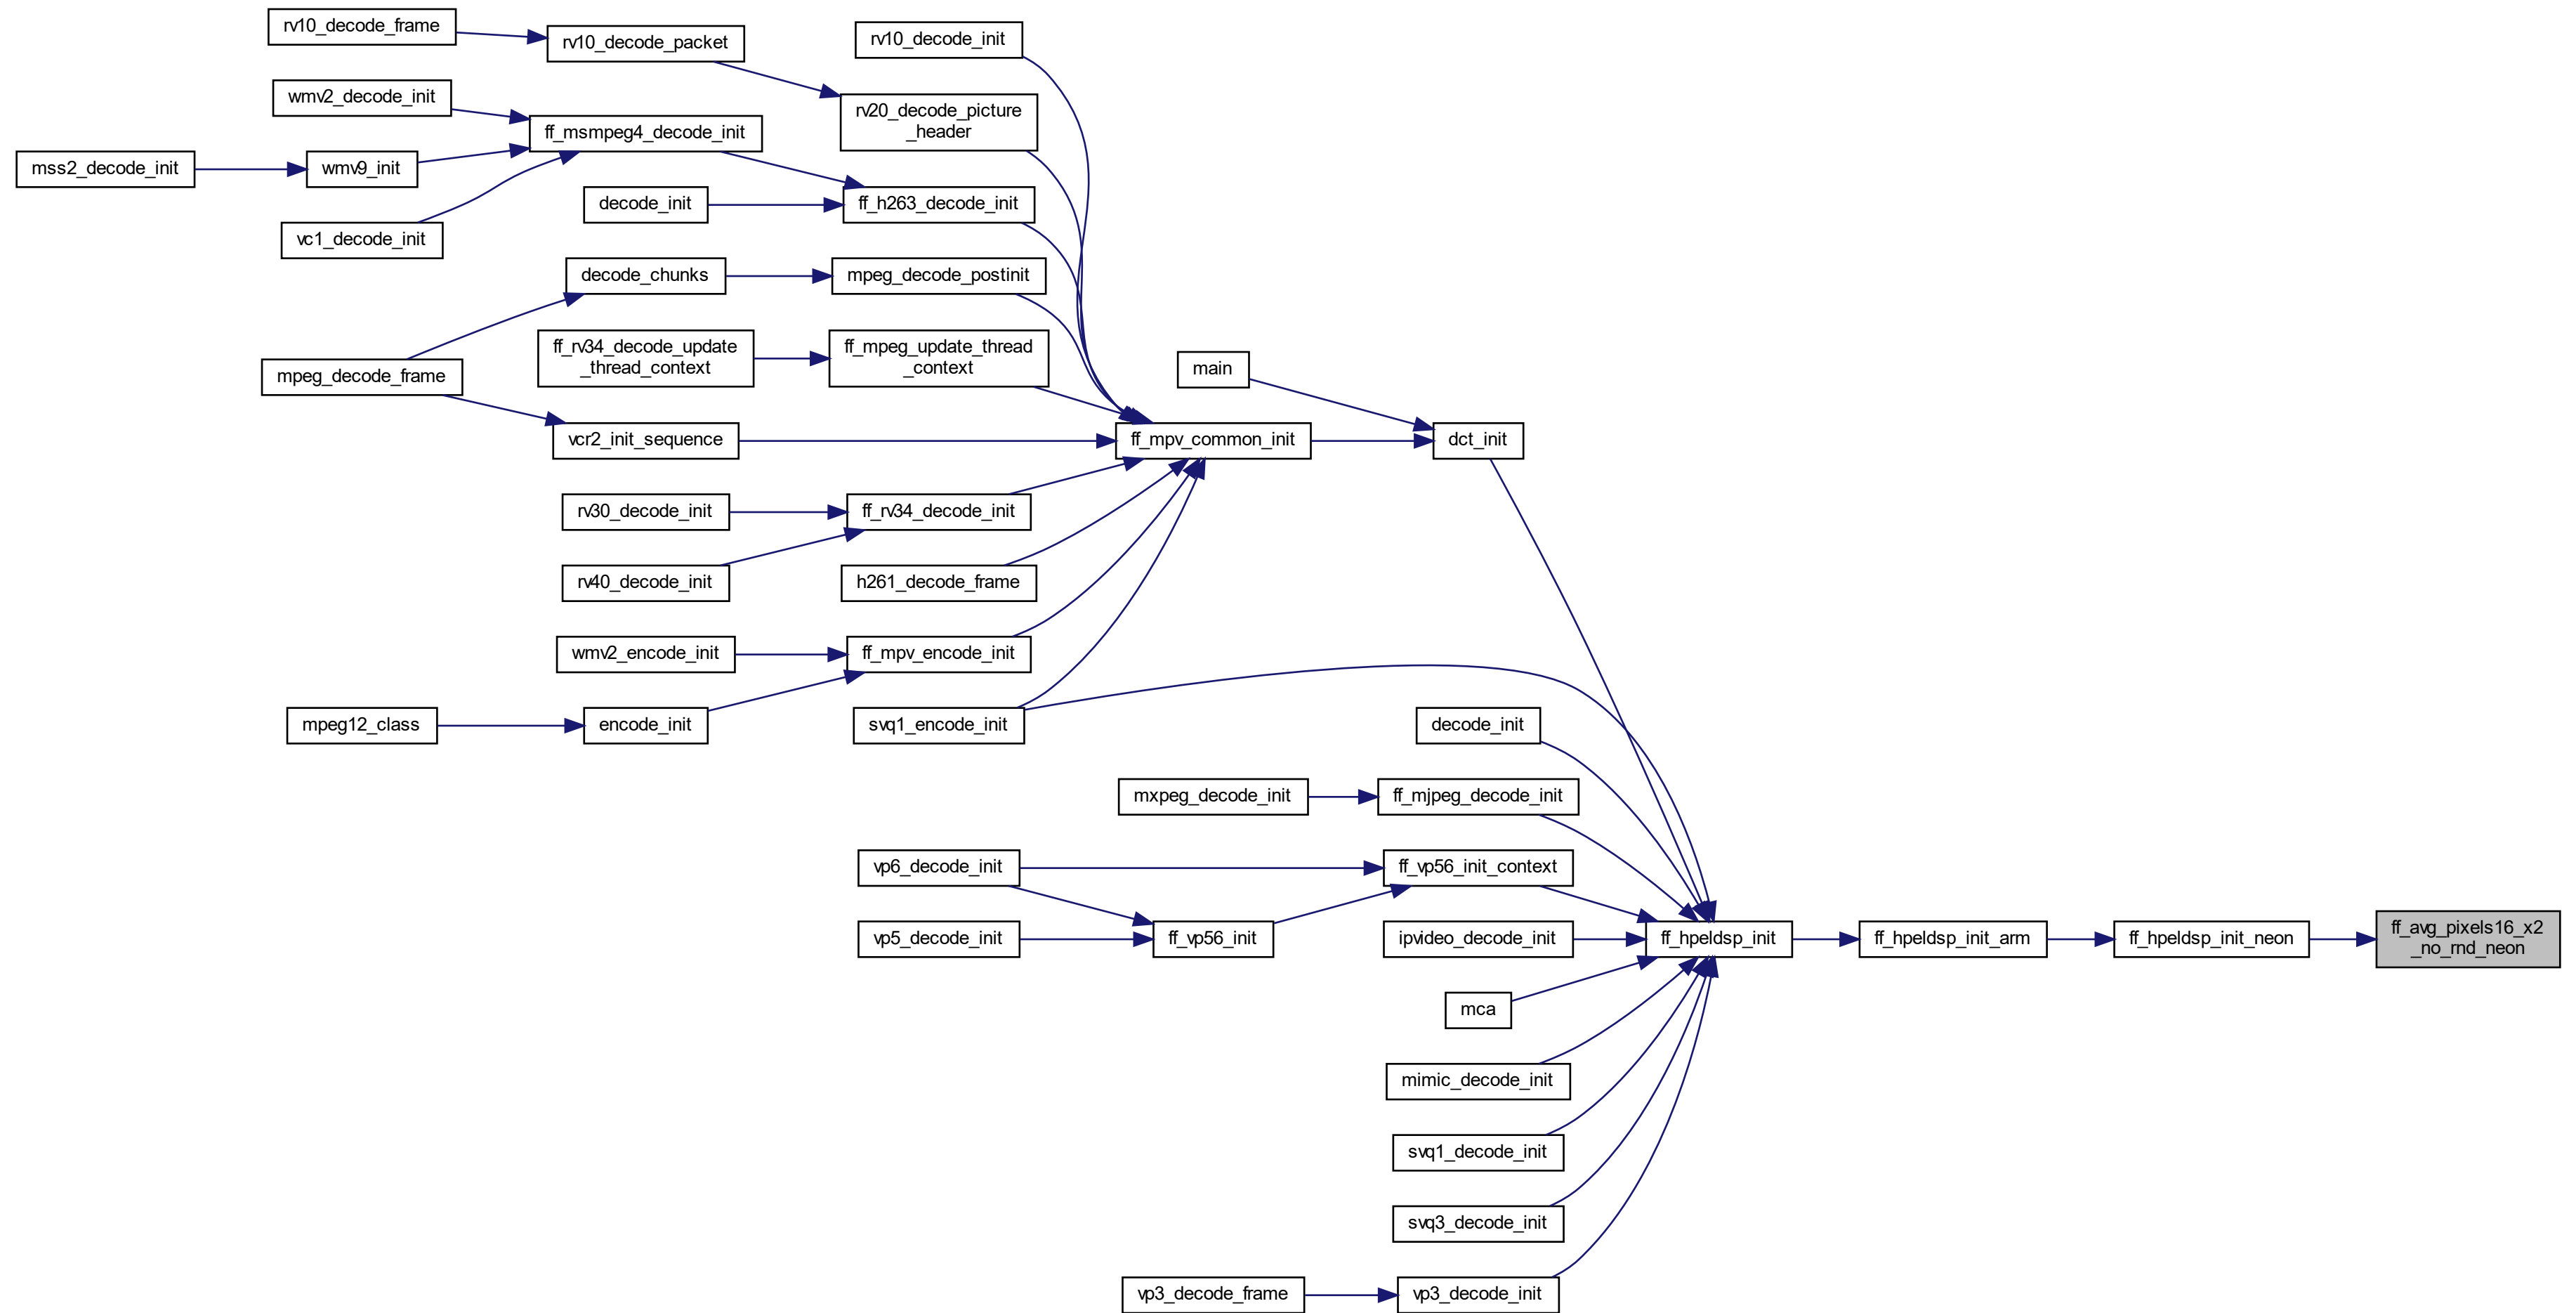 rv10_decode_frame
rv10_decode_packet
rv10_decode_init
wmv2_decode_init
rv20_decode_picture
_header
ff_msmpeg4_decode_init
mss2_decode_init
wmv9_init
decode_init
ff_h263_decode_init
vc1_decode_init
decode_chunks
mpeg_decode_postinit
ff_rv34_decode_update
_thread_context
ff_mpeg_update_thread
_context
main
mpeg_decode_frame
vcr2_init_sequence
ff_mpv_common_init
dct_init
rv30_decode_init
ff_rv34_decode_init
rv40_decode_init
h261_decode_frame
wmv2_encode_init
ff_mpv_encode_init
mpeg12_class
encode_init
svq1_encode_init
decode_init
mxpeg_decode_init
ff_mjpeg_decode_init
vp6_decode_init
ff_vp56_init_context
vp5_decode_init
ff_vp56_init
ipvideo_decode_init
ff_hpeldsp_init
ff_hpeldsp_init_arm
ff_hpeldsp_init_neon
ff_avg_pixels16_x2
_no_rnd_neon
mca
mimic_decode_init
svq1_decode_init
svq3_decode_init
vp3_decode_frame
vp3_decode_init